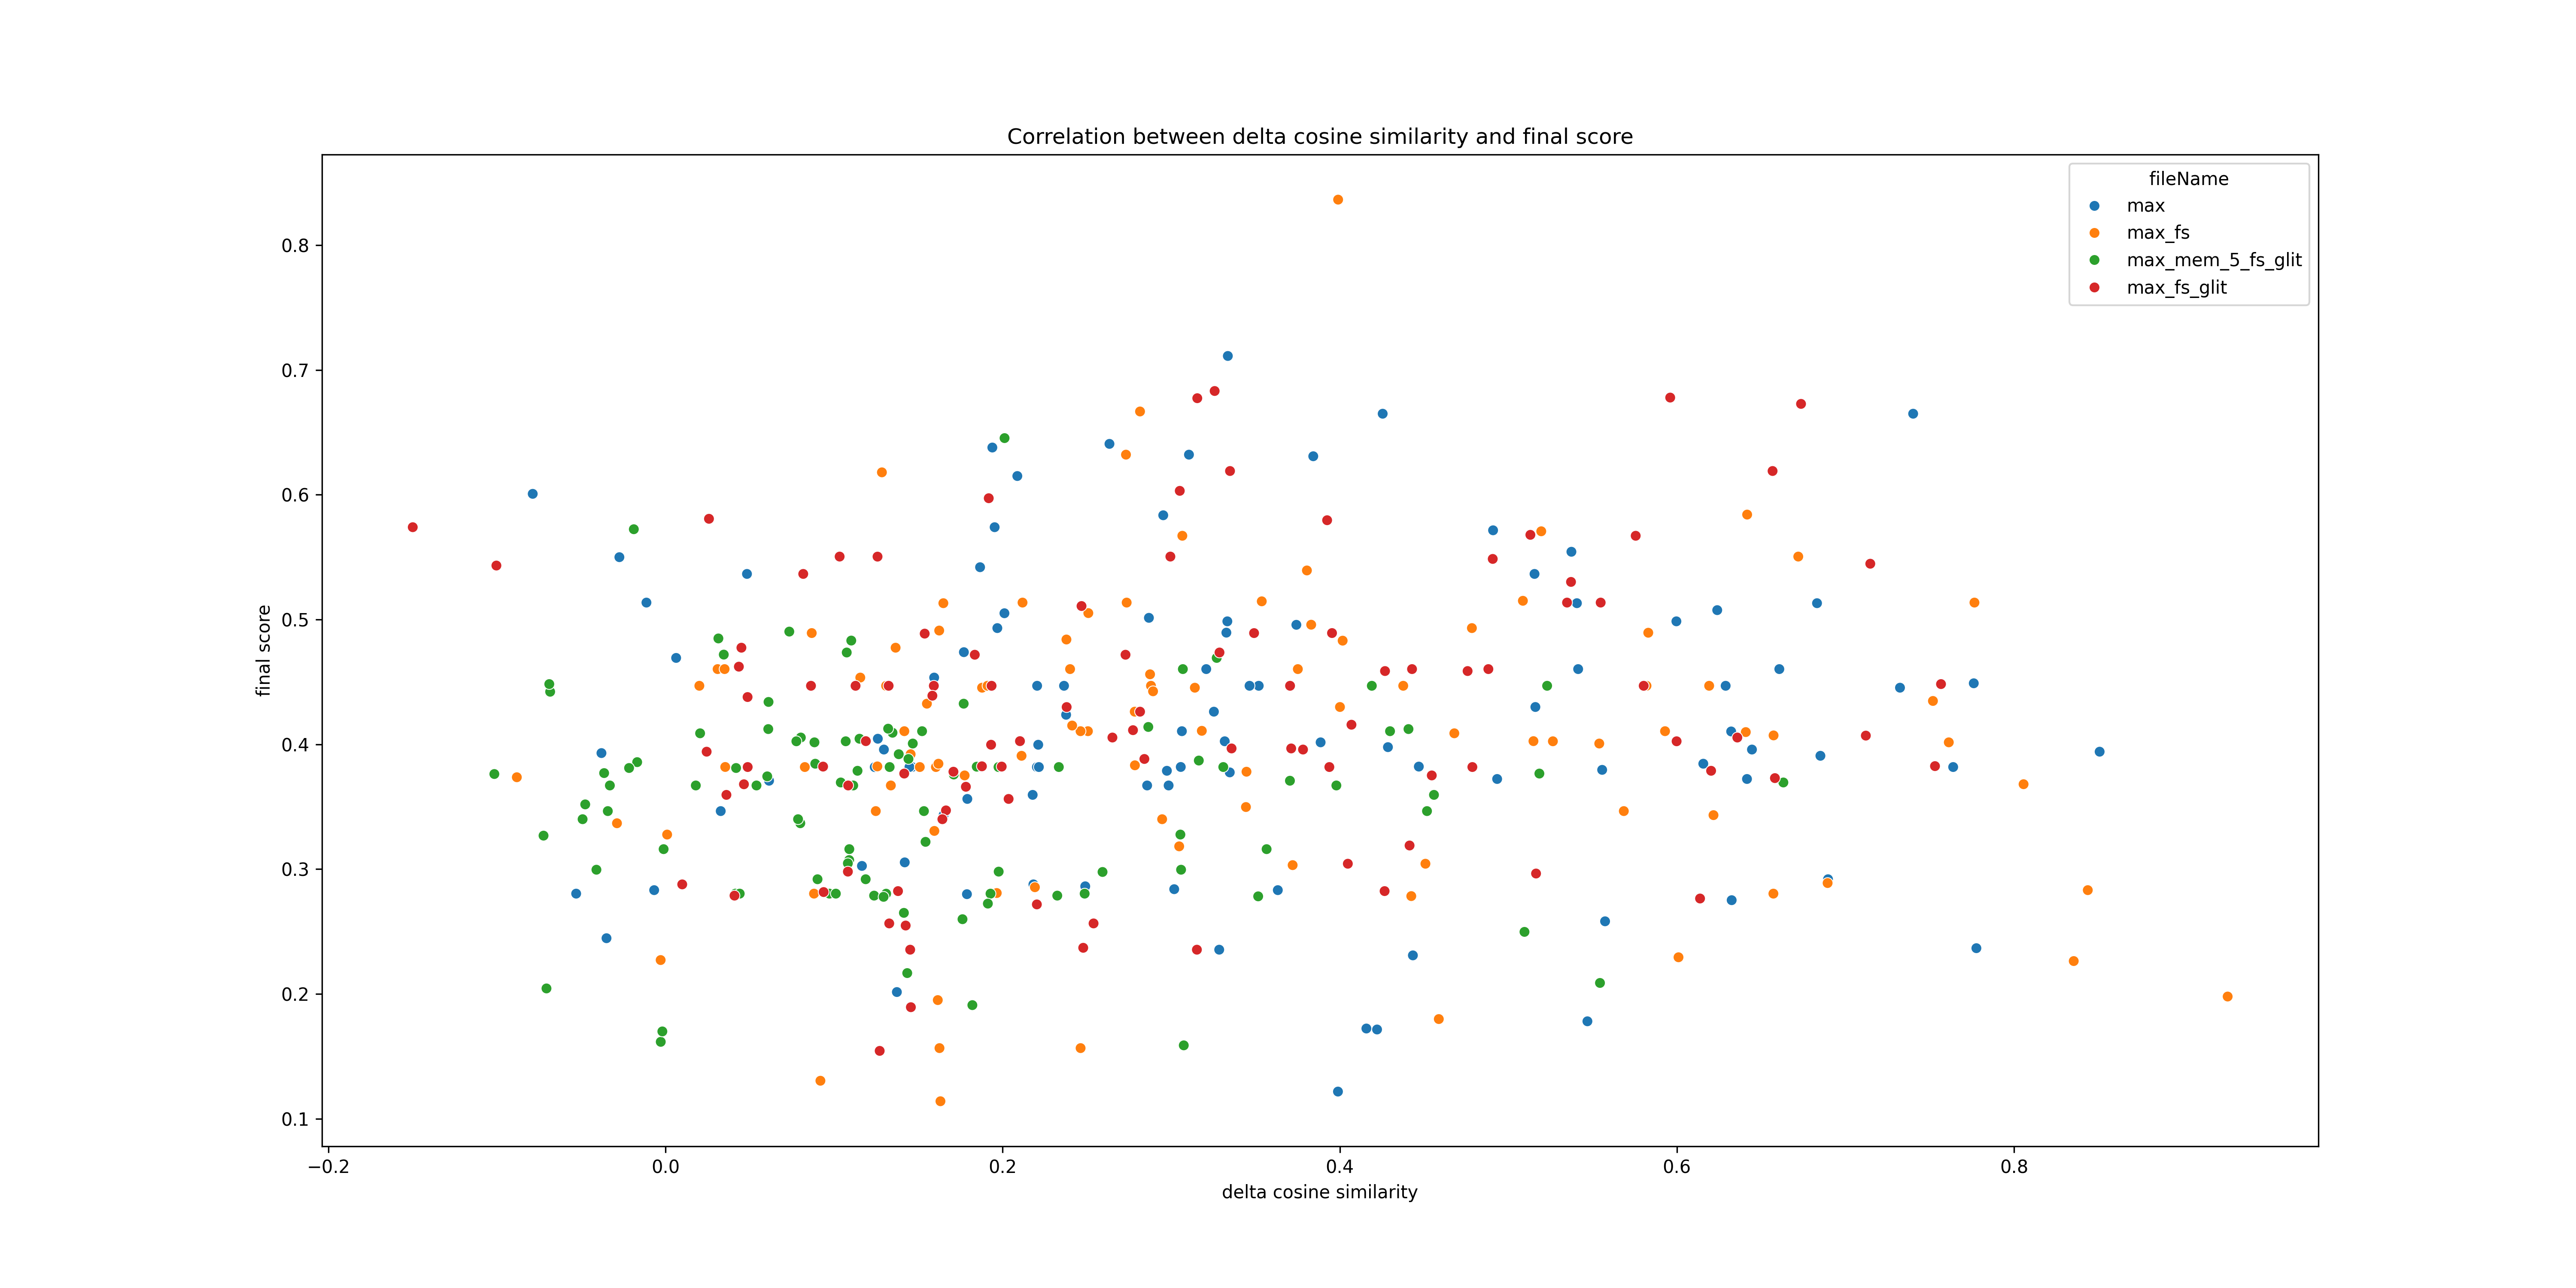 Correlation between delta cosine similarity and final score
fileName
max
max_fs
max_mem_5_fs_glit
max_fs_glit
final score
0.8
0.7
0.6
0.5
0.4
0.3
0.2
0.1
−0.2 0.0 0.2 0.4 0.6 0.8
delta cosine similarity